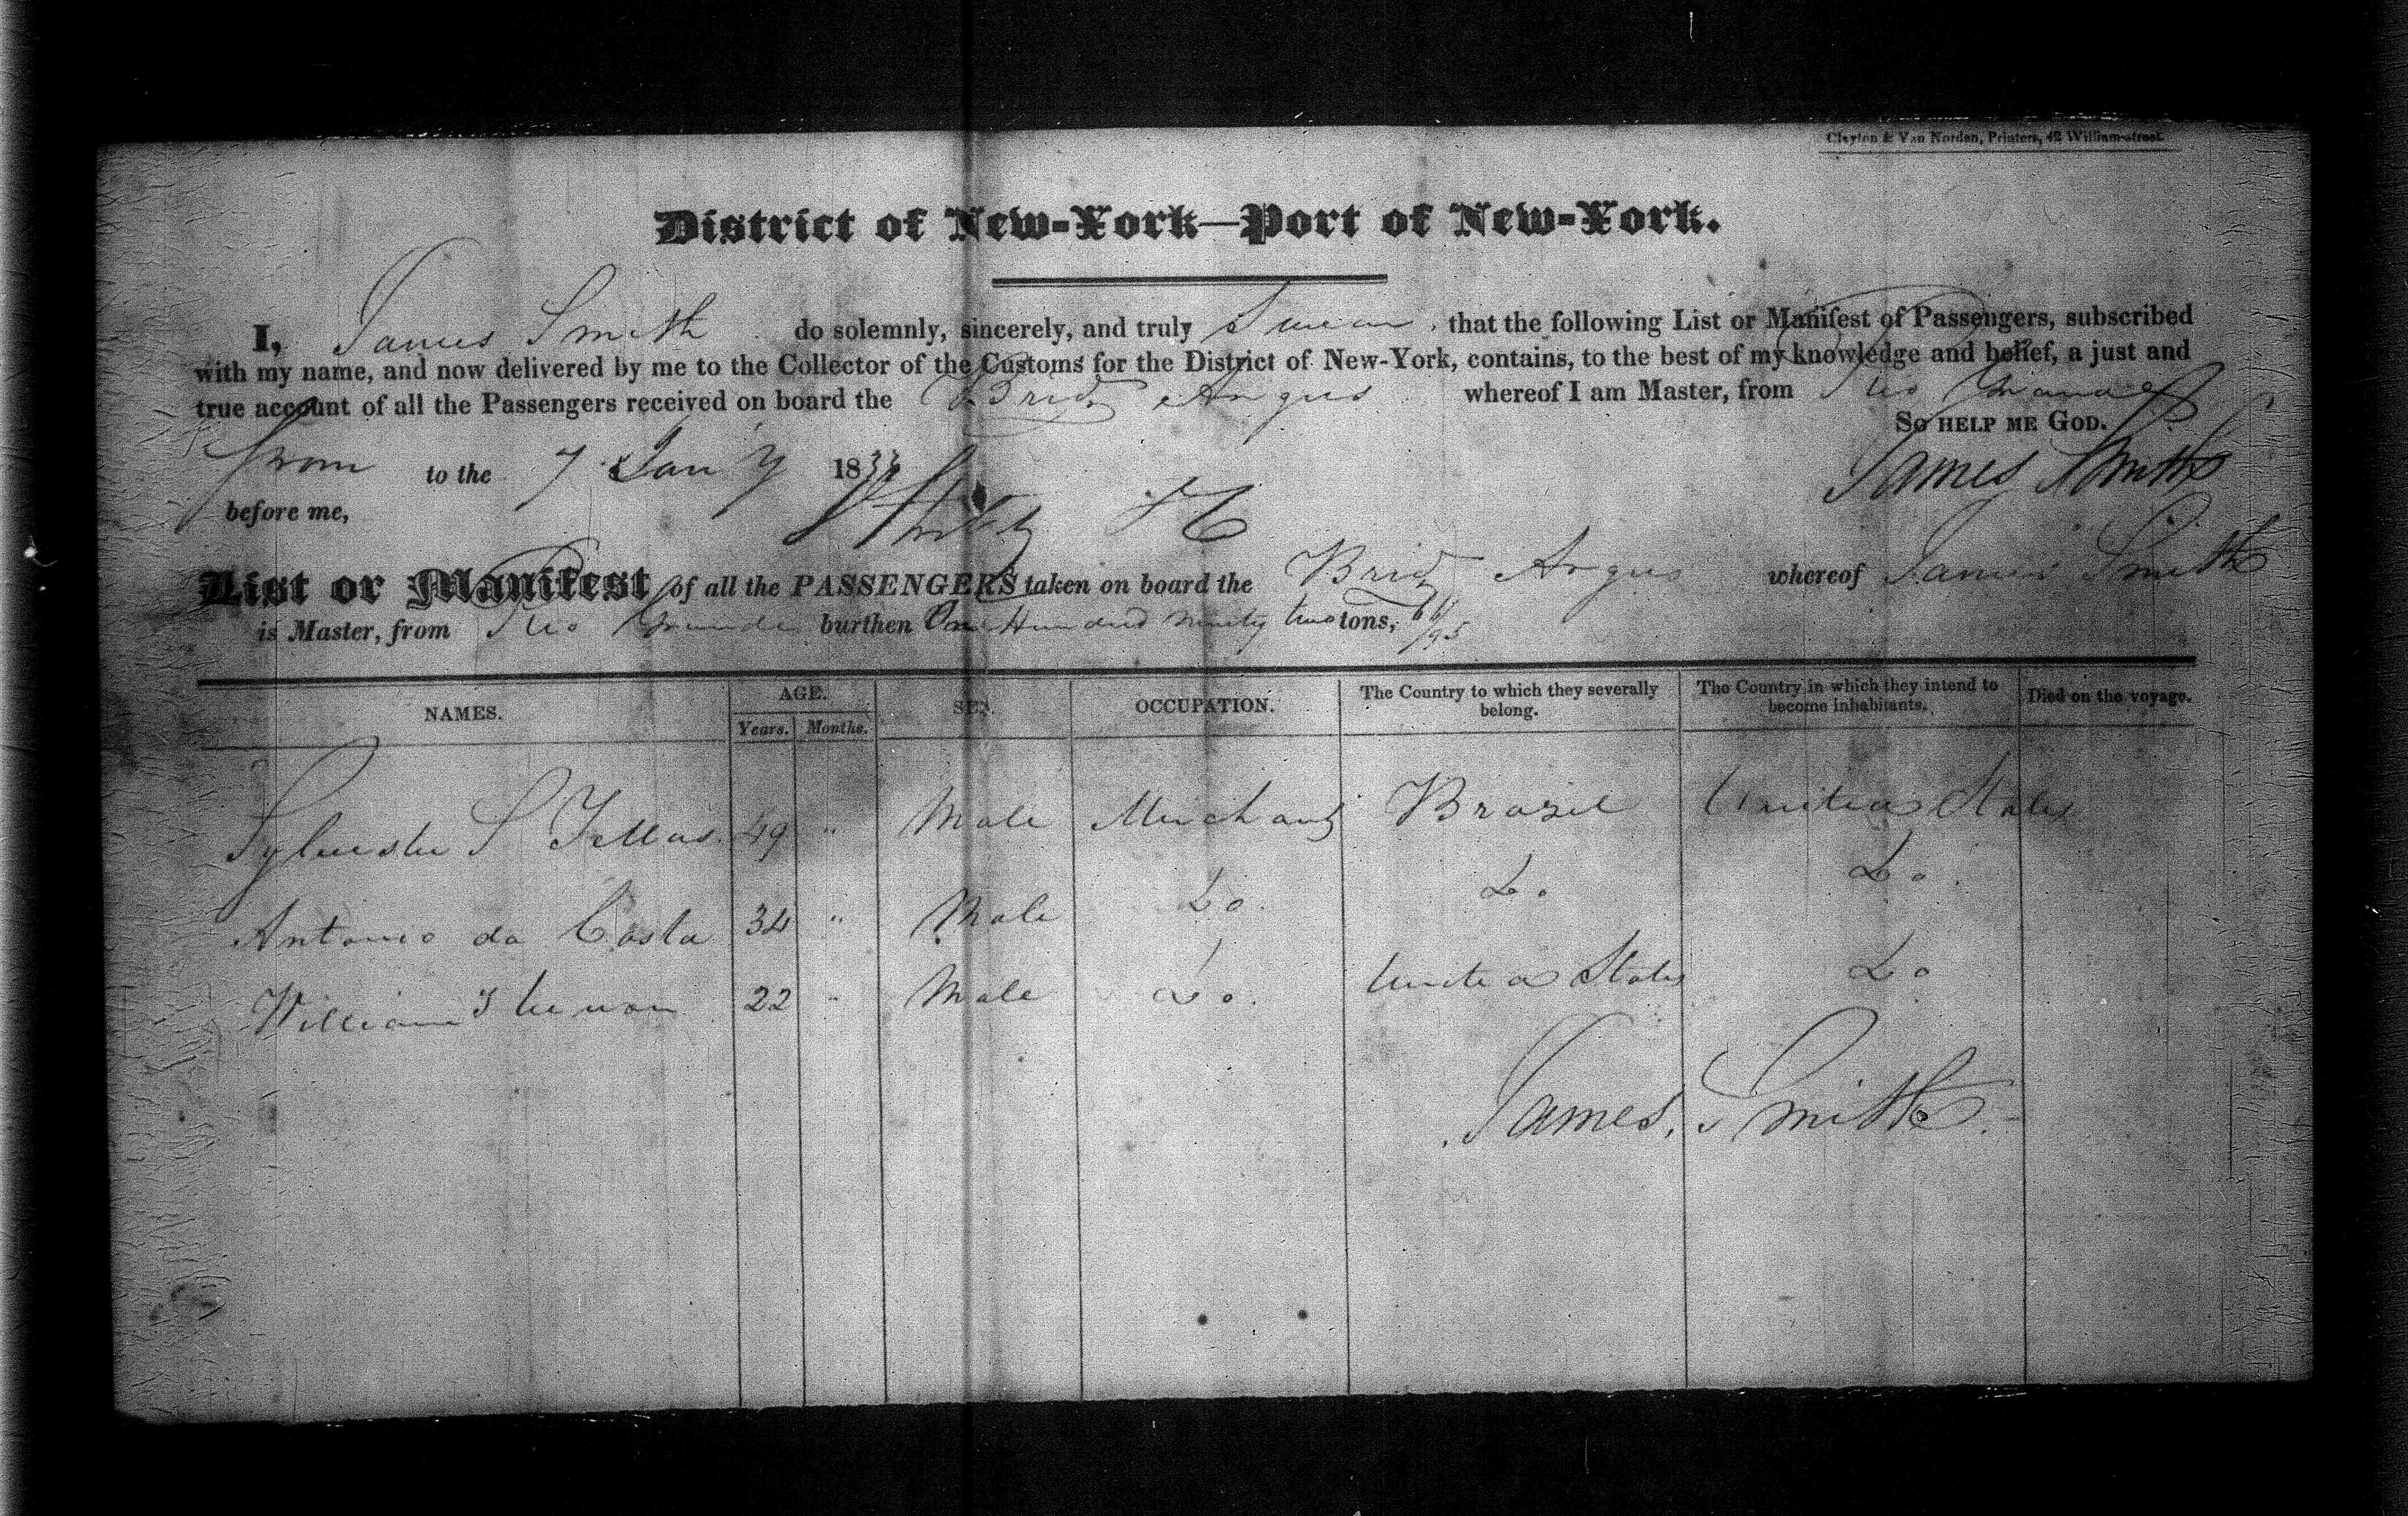 Clayton & Van Norden, Printers, 42 William-street.
District of New-York—Port of New-York.
I, James Smith do solemnly, sincerely, and truly Swear, that the following List or Manifest of Passengers, subscribed
with my name, and now delivered by me to the Collector of the Customs for the District of New-York, contains, to the best of my knowledge and belief, a just and
true account of all the Passengers received on board the Brig Argus whereof I am Master, from Rio Grande
So help me God.
Sworn to the 7 Jany 1833 James Smith
before me,
List or Manifest of all the PASSENGERS taken on board the Brig Argus whereof James Smith
is Master, from Rio Grande burthen One Hundred Ninety two tons, 61/95
NAMES. AGE. SEX. OCCUPATION. The Country to which they severally belong. The Country in which they intend to become inhabitants. Died on the voyage.
Years. Months.
Sylvester S 49 " Male Merchant Brazil United States
Antonio da Costa 34 " Male Do. Do. Do.
William 22 " Male Do. United States Do
James Smith